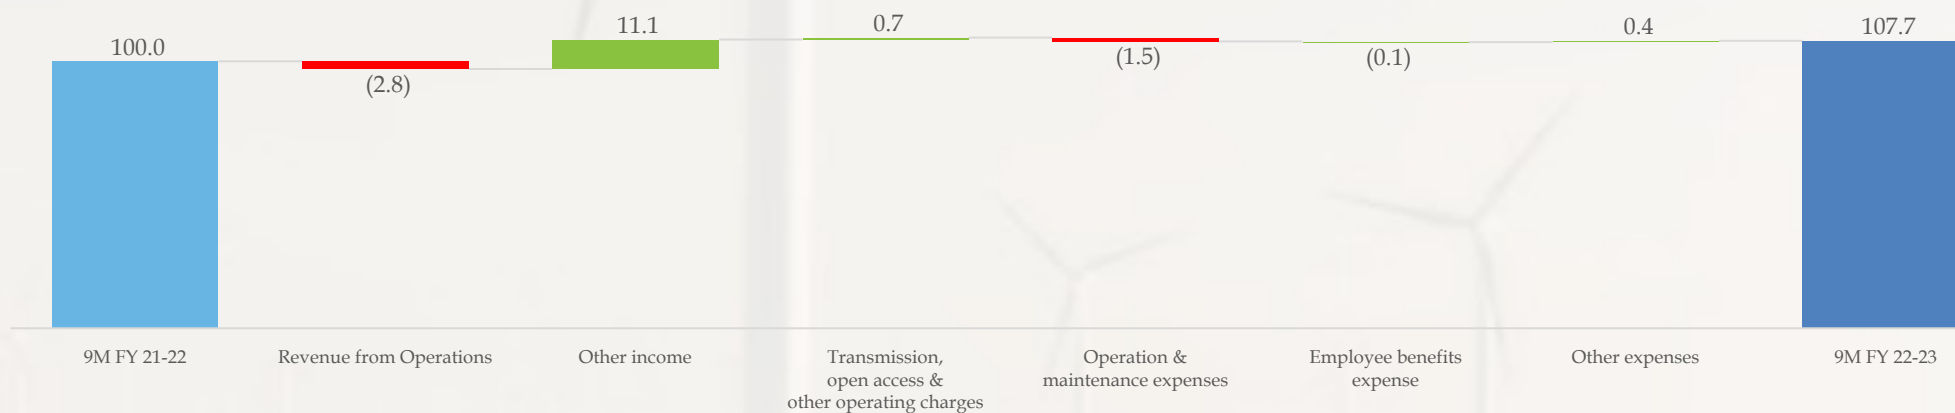 100.0
(2.8)
11.1
0.7
(1.5)
(0.1)
0.4
107.7
9M FY 21-22
Revenue from Operations
Other income
Transmission,
open access &
other operating charges
Operation &
maintenance expenses
Employee benefits
expense
Other expenses
9M FY 22-23